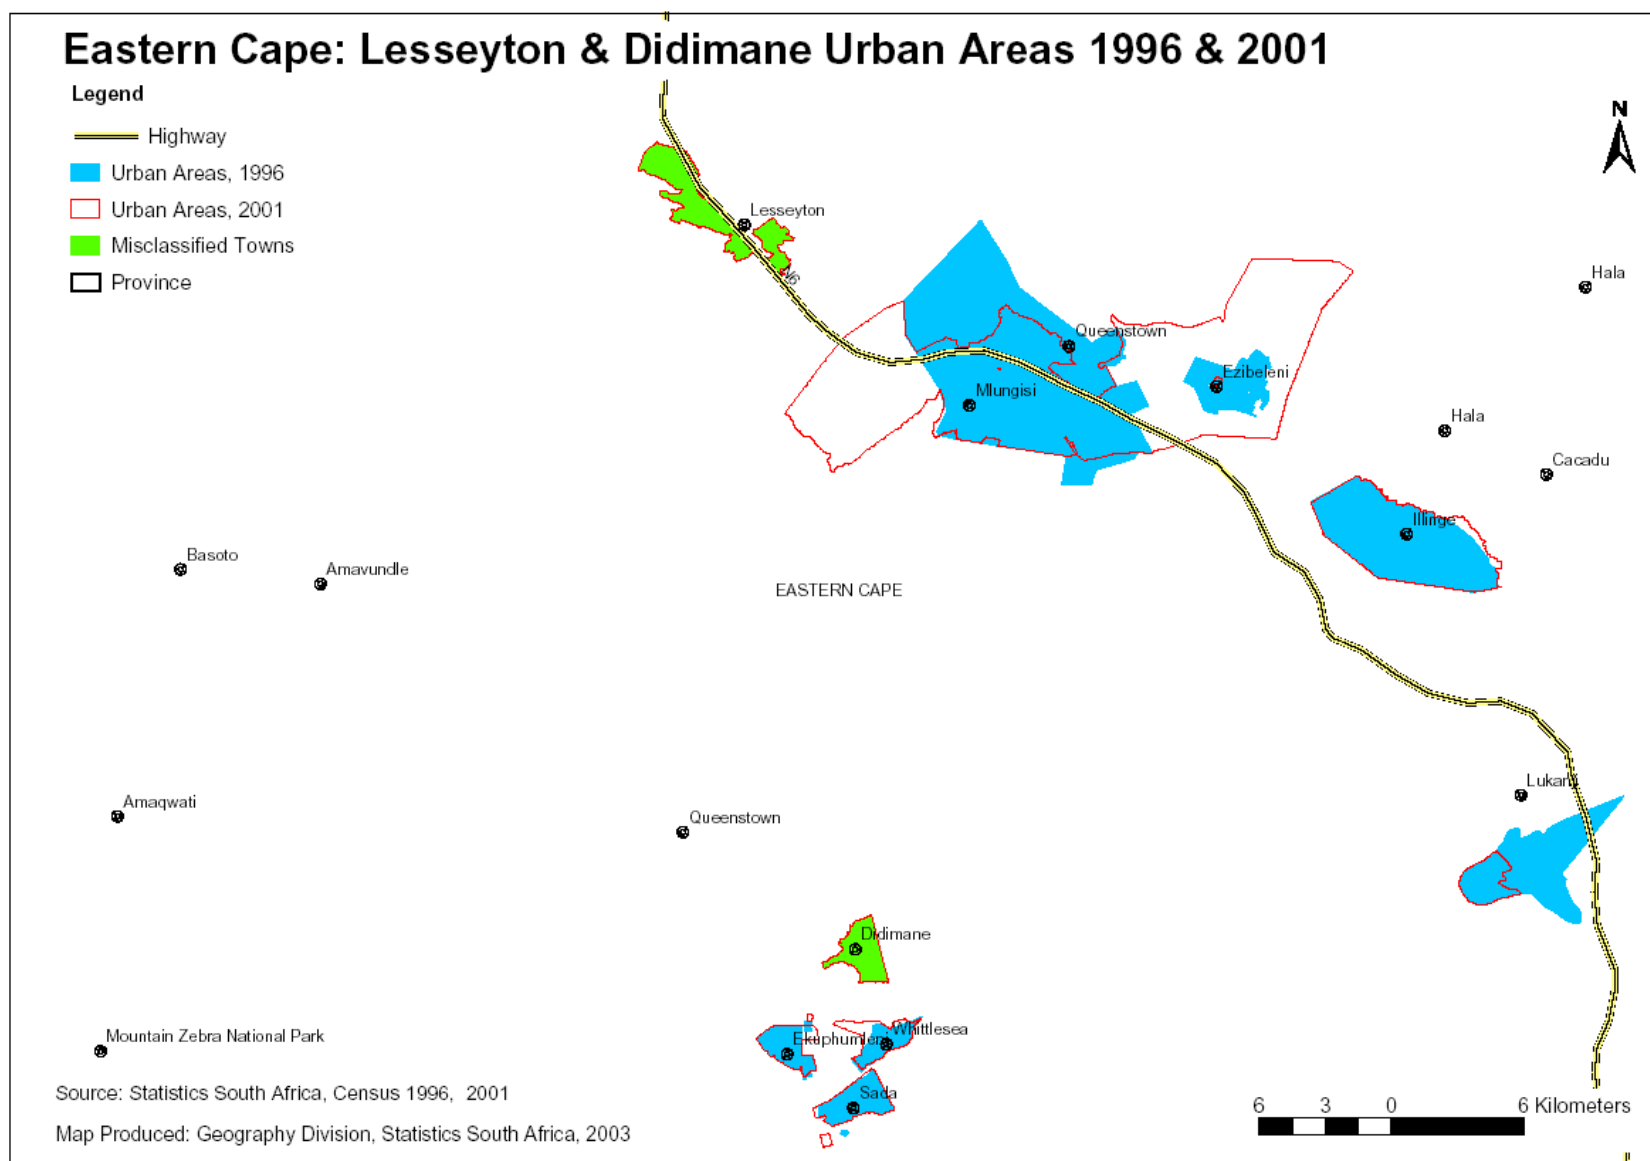 Eastern Cape: Lesseyton & Didimane Urban Areas 1996 & 2001
Legend
N
Highway
Urban Areas, 1996
Urban Areas, 2001
Misclassified Towns
Province
Lesseyton
N6
Hala
Queenstown
Ezibeleni
Mlungisi
Hala
Cacadu
Illinge
Basoto
Amavundle
EASTERN CAPE
Lukanji
Amaqwati
Queenstown
Didimane
Mountain Zebra National Park
Ekuphumleni
Whittlesea
Sada
Source: Statistics South Africa, Census 1996, 2001
Map Produced: Geography Division, Statistics South Africa, 2003
6 3 0 6 Kilometers